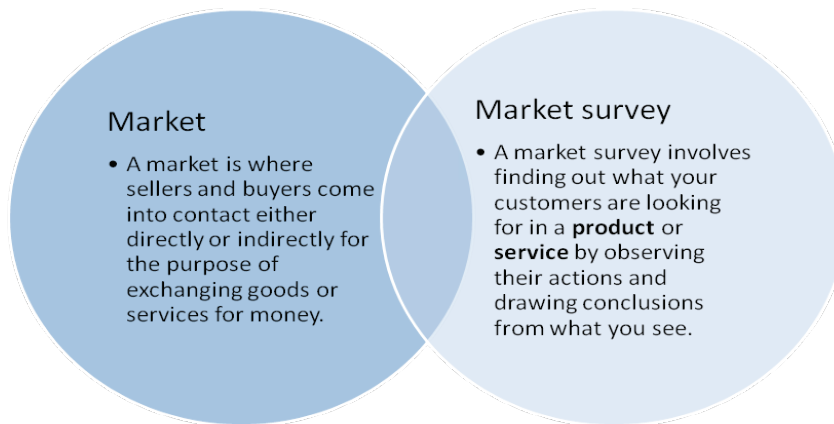 Market
• A market is where
sellers and buyers come
into contact either
directly or indirectly for
the purpose of
exchanging goods or
services for money.
Market survey
• A market survey involves
finding out what your
customers are looking
for in a product or
service by observing
their actions and
drawing conclusions
from what you see.